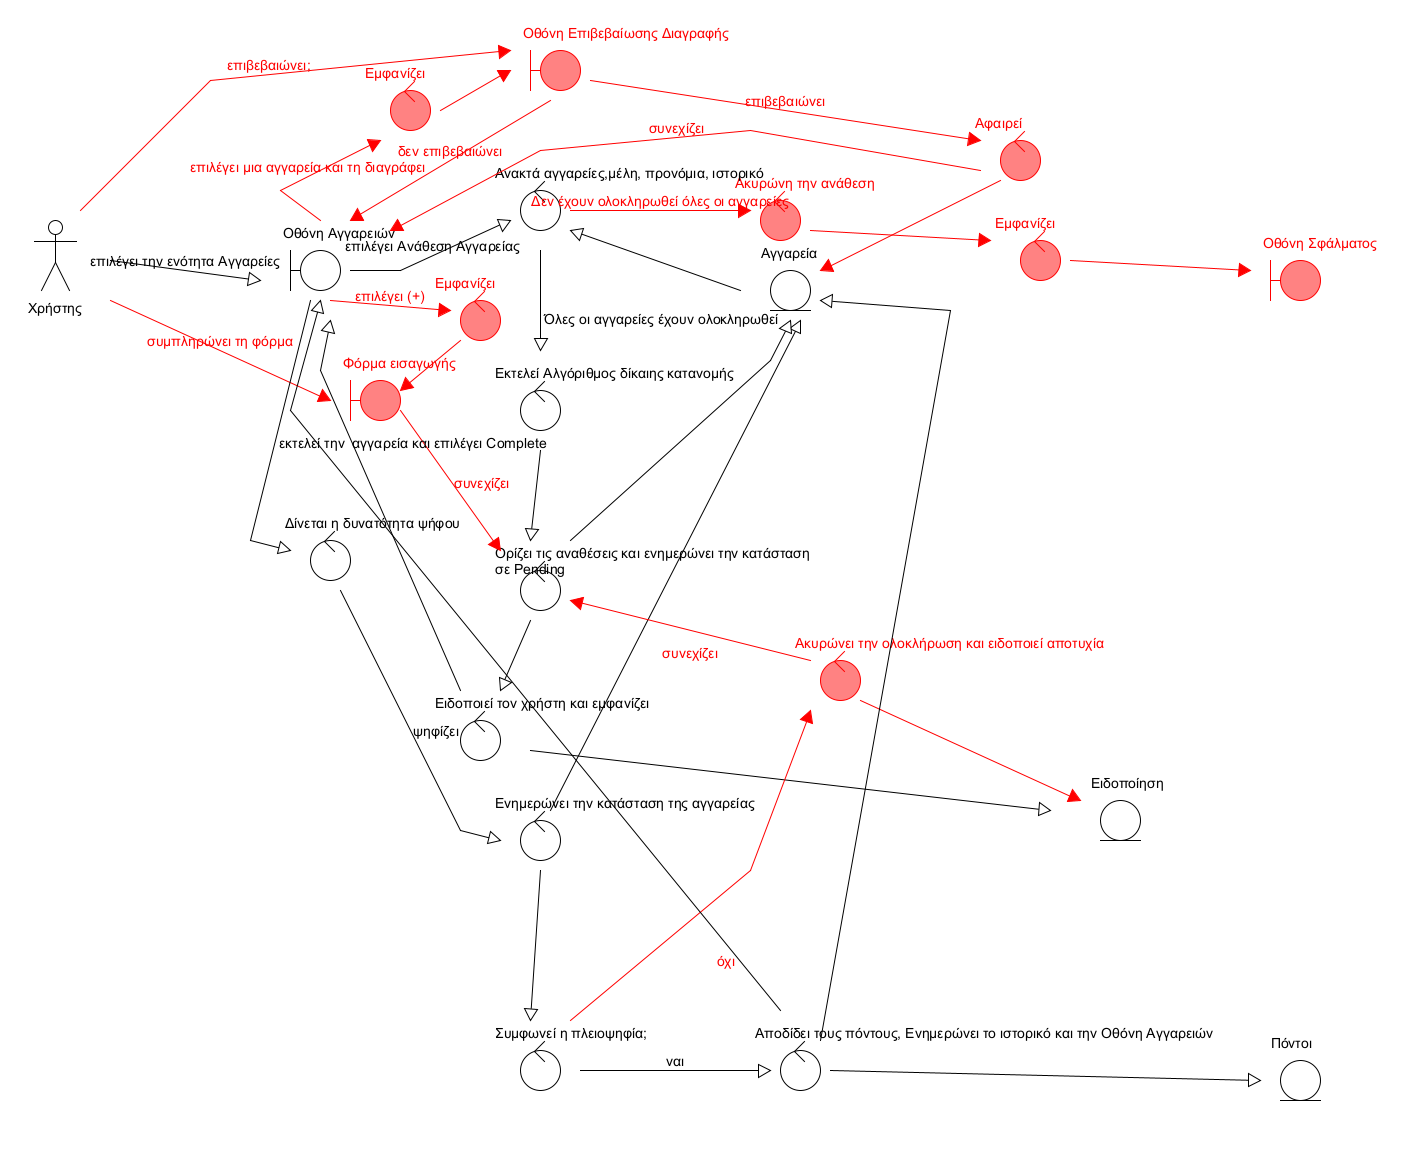 Οθόνη Επιβεβαίωσης Διαγραφής
επιβεβαιώνει;
Εμφανίζει
επιβεβαιώνει
Αφαιρεί
συνεχίζει
δεν επιβεβαιώνει
επιλέγει μια αγγαρεία και τη διαγράφει
Ανακτά αγγαρείες,μέλη, προνόμια, ιστορικό
Ακυρώνη την ανάθεση
Δεν έχουν ολοκληρωθεί όλες οι αγγαρείες
Εμφανίζει
Οθόνη Αγγαρειών
επιλέγει Ανάθεση Αγγαρείας
Οθόνη Σφάλματος
Αγγαρεία
επιλέγει την ενότητα Αγγαρείες
Εμφανίζει
επιλέγει (+)
Χρήστης
Όλες οι αγγαρείες έχουν ολοκληρωθεί
συμπληρώνει τη φόρμα
Φόρμα εισαγωγής
Εκτελεί Αλγόριθμος δίκαιης κατανομής
εκτελεί την  αγγαρεία και επιλέγει Complete
συνεχίζει
Δίνεται η δυνατότητα ψήφου
Ορίζει τις αναθέσεις και ενημερώνει την κατάσταση
σε Pending
Ακυρώνει την ολοκλήρωση και ειδοποιεί αποτυχία
συνεχίζει
Ειδοποιεί τον χρήστη και εμφανίζει
ψηφίζει
Ειδοποίηση
Ενημερώνει την κατάσταση της αγγαρείας
όχι
Συμφωνεί η πλειοψηφία;
Αποδίδει τους πόντους, Ενημερώνει το ιστορικό και την Οθόνη Αγγαρειών
Πόντοι
ναι